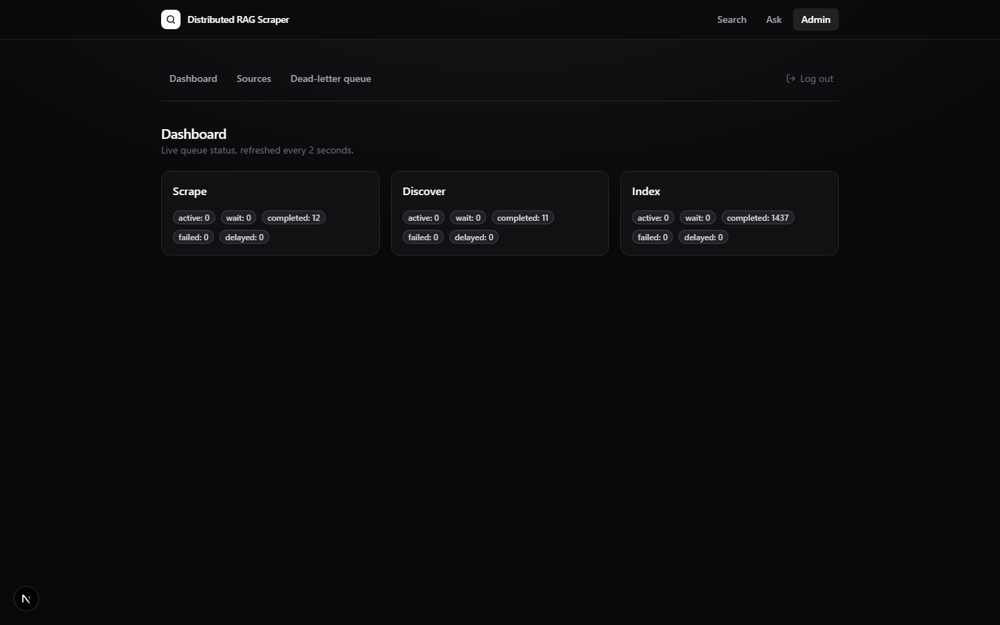 Distributed RAG Scraper
Search Ask Admin
Dashboard Sources Dead-letter queue Log out
Dashboard
Live queue status, refreshed every 2 seconds.
Scrape
active: 0 wait: 0 completed: 12
failed: 0 delayed: 0
Discover
active: 0 wait: 0 completed: 11
failed: 0 delayed: 0
Index
active: 0 wait: 0 completed: 1437
failed: 0 delayed: 0
N